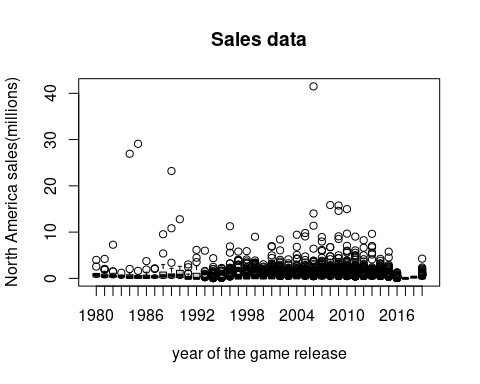 Sales data
North America sales(millions)
40
30
20
10
0
1980 1986 1992 1998 2004 2010 2016
year of the game release